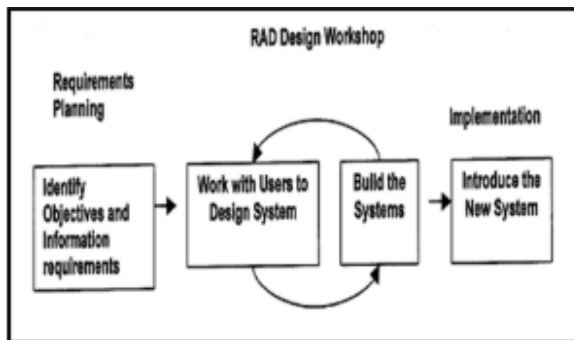 RAD Design Workshop
Requirements
Planning
Implementation
Identify
Objectives and
Information
requirements
Work with Users to
Design System
Build the
Systems
Introduce the
New System